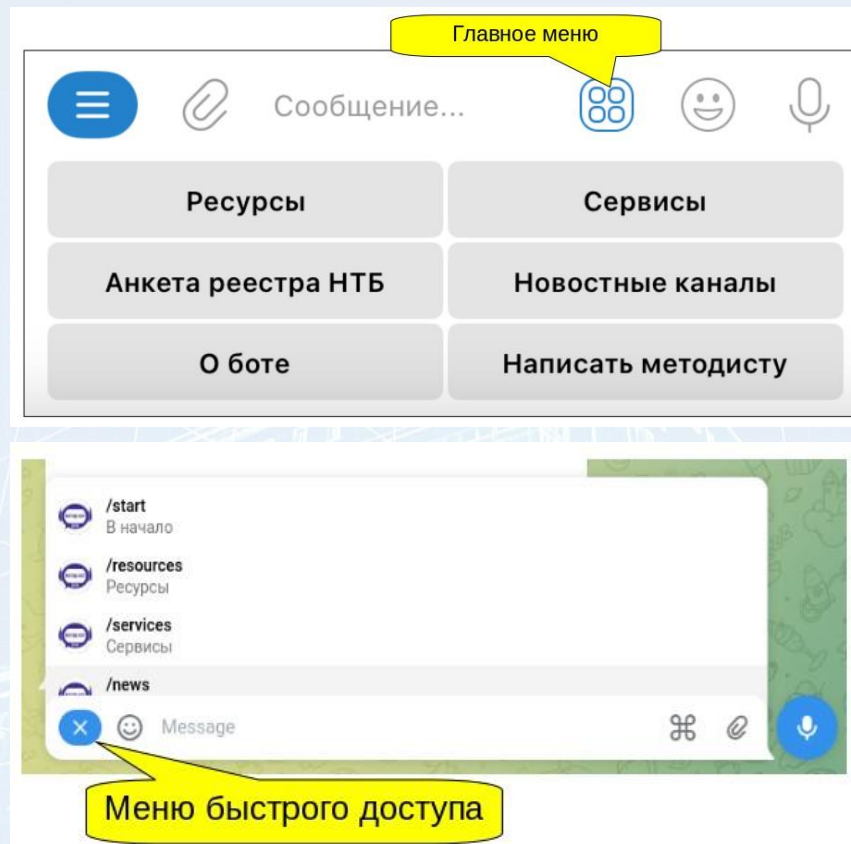 Главное меню
Сообщение...
Ресурсы
Сервисы
Анкета реестра НТБ
Новостные каналы
О боте
Написать методисту
/start
В начало
/resources
Ресурсы
/services
Сервисы
/news
Message
Меню быстрого доступа